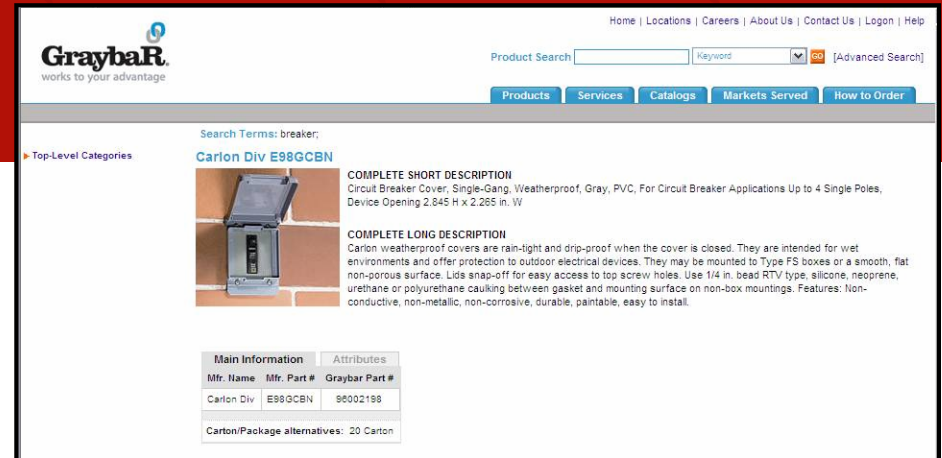 Home | Locations | Careers | About Us | Contact Us | Logon | Help
GraybaR.
works to your advantage
Product Search Keyword GO [Advanced Search]
Products Services Catalogs Markets Served How to Order
Search Terms: breaker;
Top-Level Categories
Carlon Div E98GCBN
COMPLETE SHORT DESCRIPTION
Circuit Breaker Cover, Single-Gang, Weatherproof, Gray, PVC, For Circuit Breaker Applications Up to 4 Single Poles,
Device Opening 2.845 H x 2.265 in. W
COMPLETE LONG DESCRIPTION
Carlon weatherproof covers are rain-tight and drip-proof when the cover is closed. They are intended for wet
environments and offer protection to outdoor electrical devices. They may be mounted to Type FS boxes or a smooth, flat
non-porous surface. Lids snap-off for easy access to top screw holes. Use 1/4 in. bead RTV type, silicone, neoprene,
urethane or polyurethane caulking between gasket and mounting surface on non-box mountings. Features: Non-
conductive, non-metallic, non-corrosive, durable, paintable, easy to install.
Main Information Attributes
Mfr. Name Mfr. Part # Graybar Part #
Carlon Div E98GCBN 96002198
Carton/Package alternatives: 20 Carton